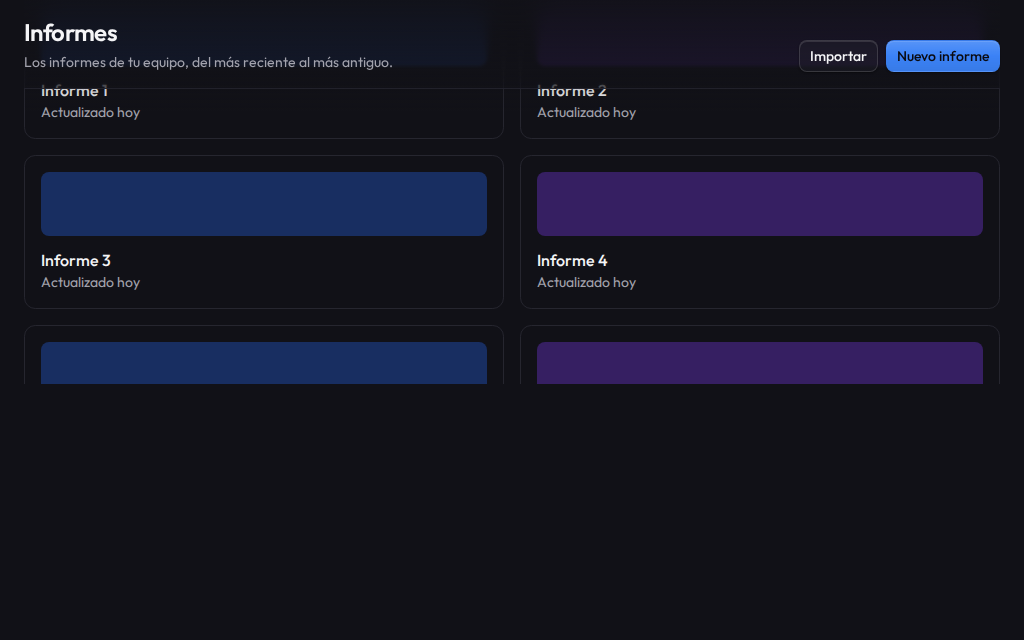 Informes
Los informes de tu equipo, del más reciente al más antiguo.
Importar
Nuevo informe
Informe 1
Actualizado hoy
Informe 2
Actualizado hoy
Informe 3
Actualizado hoy
Informe 4
Actualizado hoy